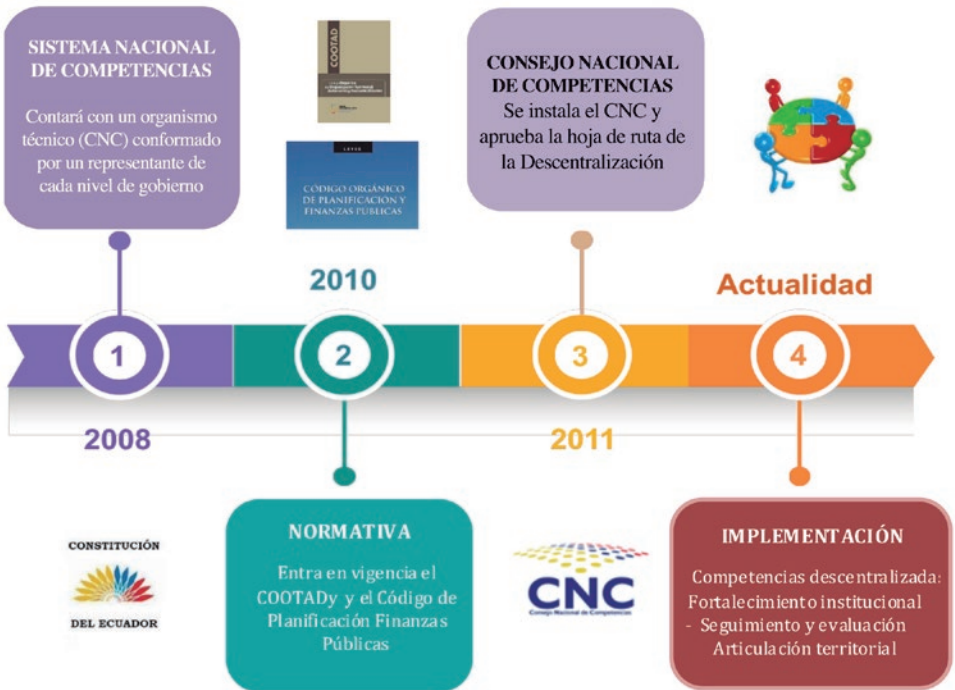 SISTEMA NACIONAL
DE COMPETENCIAS
Contará con un organismo
técnico (CNC) conformado
por un representante de
cada nivel de gobierno
COOTAD
LEYES
CÓDIGO ORGÁNICO
DE PLANIFICACIÓN Y
FINANZAS PÚBLICAS
CONSEJO NACIONAL
DE COMPETENCIAS
Se instala el CNC y
aprueba la hoja de ruta de
la Descentralización
2010
Actualidad
1
2
3
4
2008
2011
CONSTITUCIÓN
DEL ECUADOR
NORMATIVA
Entra en vigencia el
COOTADy y el Código de
Planificación Finanzas
Públicas
CNC
Consejo Nacional de Competencias
IMPLEMENTACIÓN
Competencias descentralizada:
Fortalecimiento institucional
- Seguimiento y evaluación
Articulación territorial